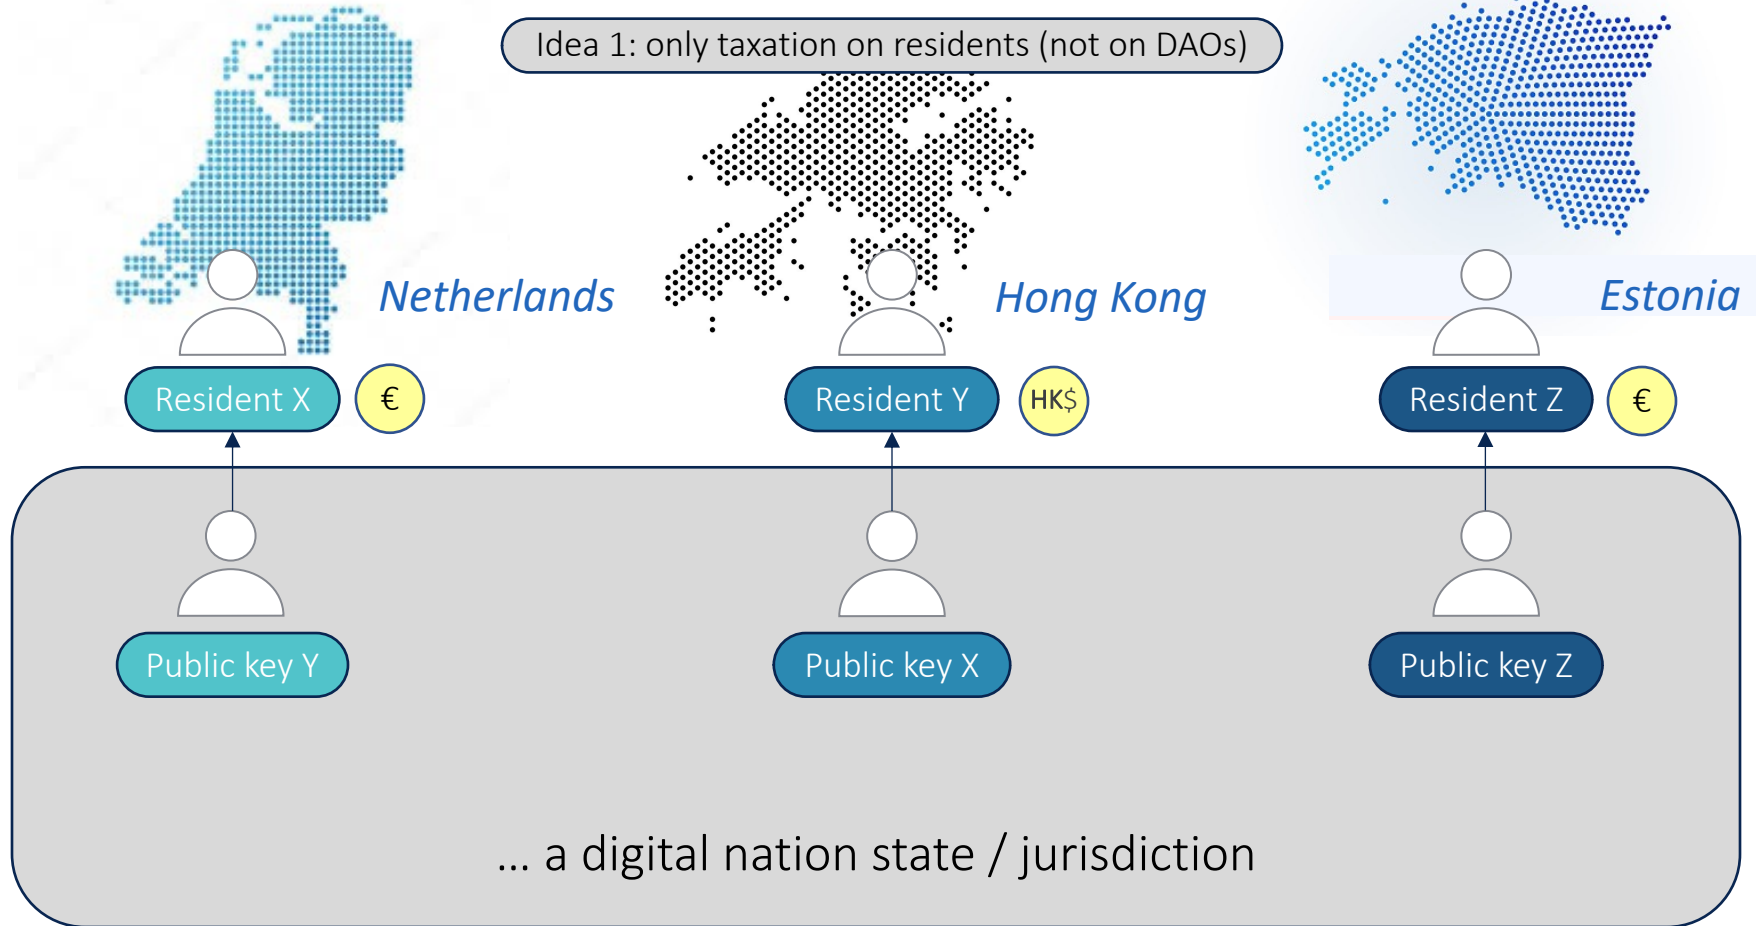 Idea 1: only taxation on residents (not on DAOs)
Netherlands
Hong Kong
Estonia
Resident X
€
Resident Y
HK$
Resident Z
€
Public key Y
Public key X
Public key Z
... a digital nation state / jurisdiction